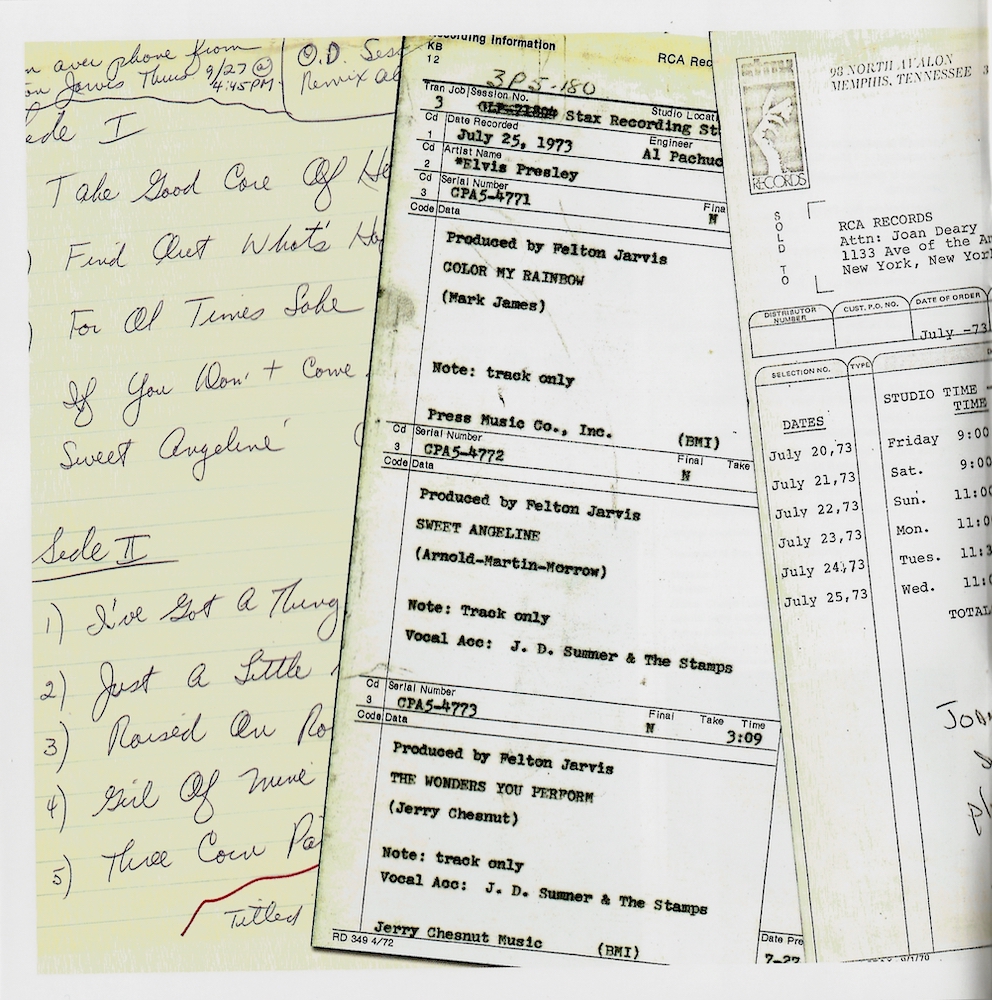 over phone from
Jarvis Thurs 9/27 @
4:45 PM.
O.D. Sess
Remix al
Side I
Take Good Care Of He
Find Out What's Ha
For Ol Times Sake
If You Don't Come
Sweet Angeline
Side II
1) I've Got A Thing
2) Just A Little
3) Raised On Ro
4) Girl Of Mine
5) Three Corn Pat
Titled
ording Information
KB
12
RCA Rec
3P5-180
Tran Job Session No.
Studio Locat
3 Stax Recording St
Cd Date Recorded
Engineer
1 July 25, 1973
Al Pachuc
Cd Artist Name
2 *Elvis Presley
Cd Serial Number
Fina
3 CPA5-4771
N
Code Data
Produced by Felton Jarvis
COLOR MY RAINBOW
(Mark James)
Note: track only
Press Music Co., Inc. (BMI)
Cd Serial Number
Final Take
3 CPA5-4772
N
Code Data
Produced by Felton Jarvis
SWEET ANGELINE
(Arnold-Martin-Morrow)
Note: Track only
Vocal Acc: J. D. Sumner & The Stamps
Cd Serial Number
Final Take Time
3 CPA5-4773
N 3:09
Code Data
Produced by Felton Jarvis
THE WONDERS YOU PERFORM
(Jerry Chesnut)
Note: track only
Vocal Acc: J. D. Sumner & The Stamps
Jerry Chesnut Music (BMI)
RD 349 4/72
98 NORTH AVALON
MEMPHIS, TENNESSEE 3
RECORDS
SOLD TO
RCA RECORDS
Attn: Joan Deary
1133 Ave of the Am
New York, New York
DISTRIBUTOR NUMBER
CUST. P.O. NO.
DATE OF ORDER
July -73
SELECTION NO.
TYPE
STUDIO TIME -
DATES
TIME
July 20,73 Friday 9:00
July 21,73 Sat. 9:00
July 22,73 Sun. 11:00
July 23,73 Mon. 11:0
July 24,73 Tues. 11:3
July 25,73 Wed. 11:0
TOTAL
Joan
Date Pre
7-27